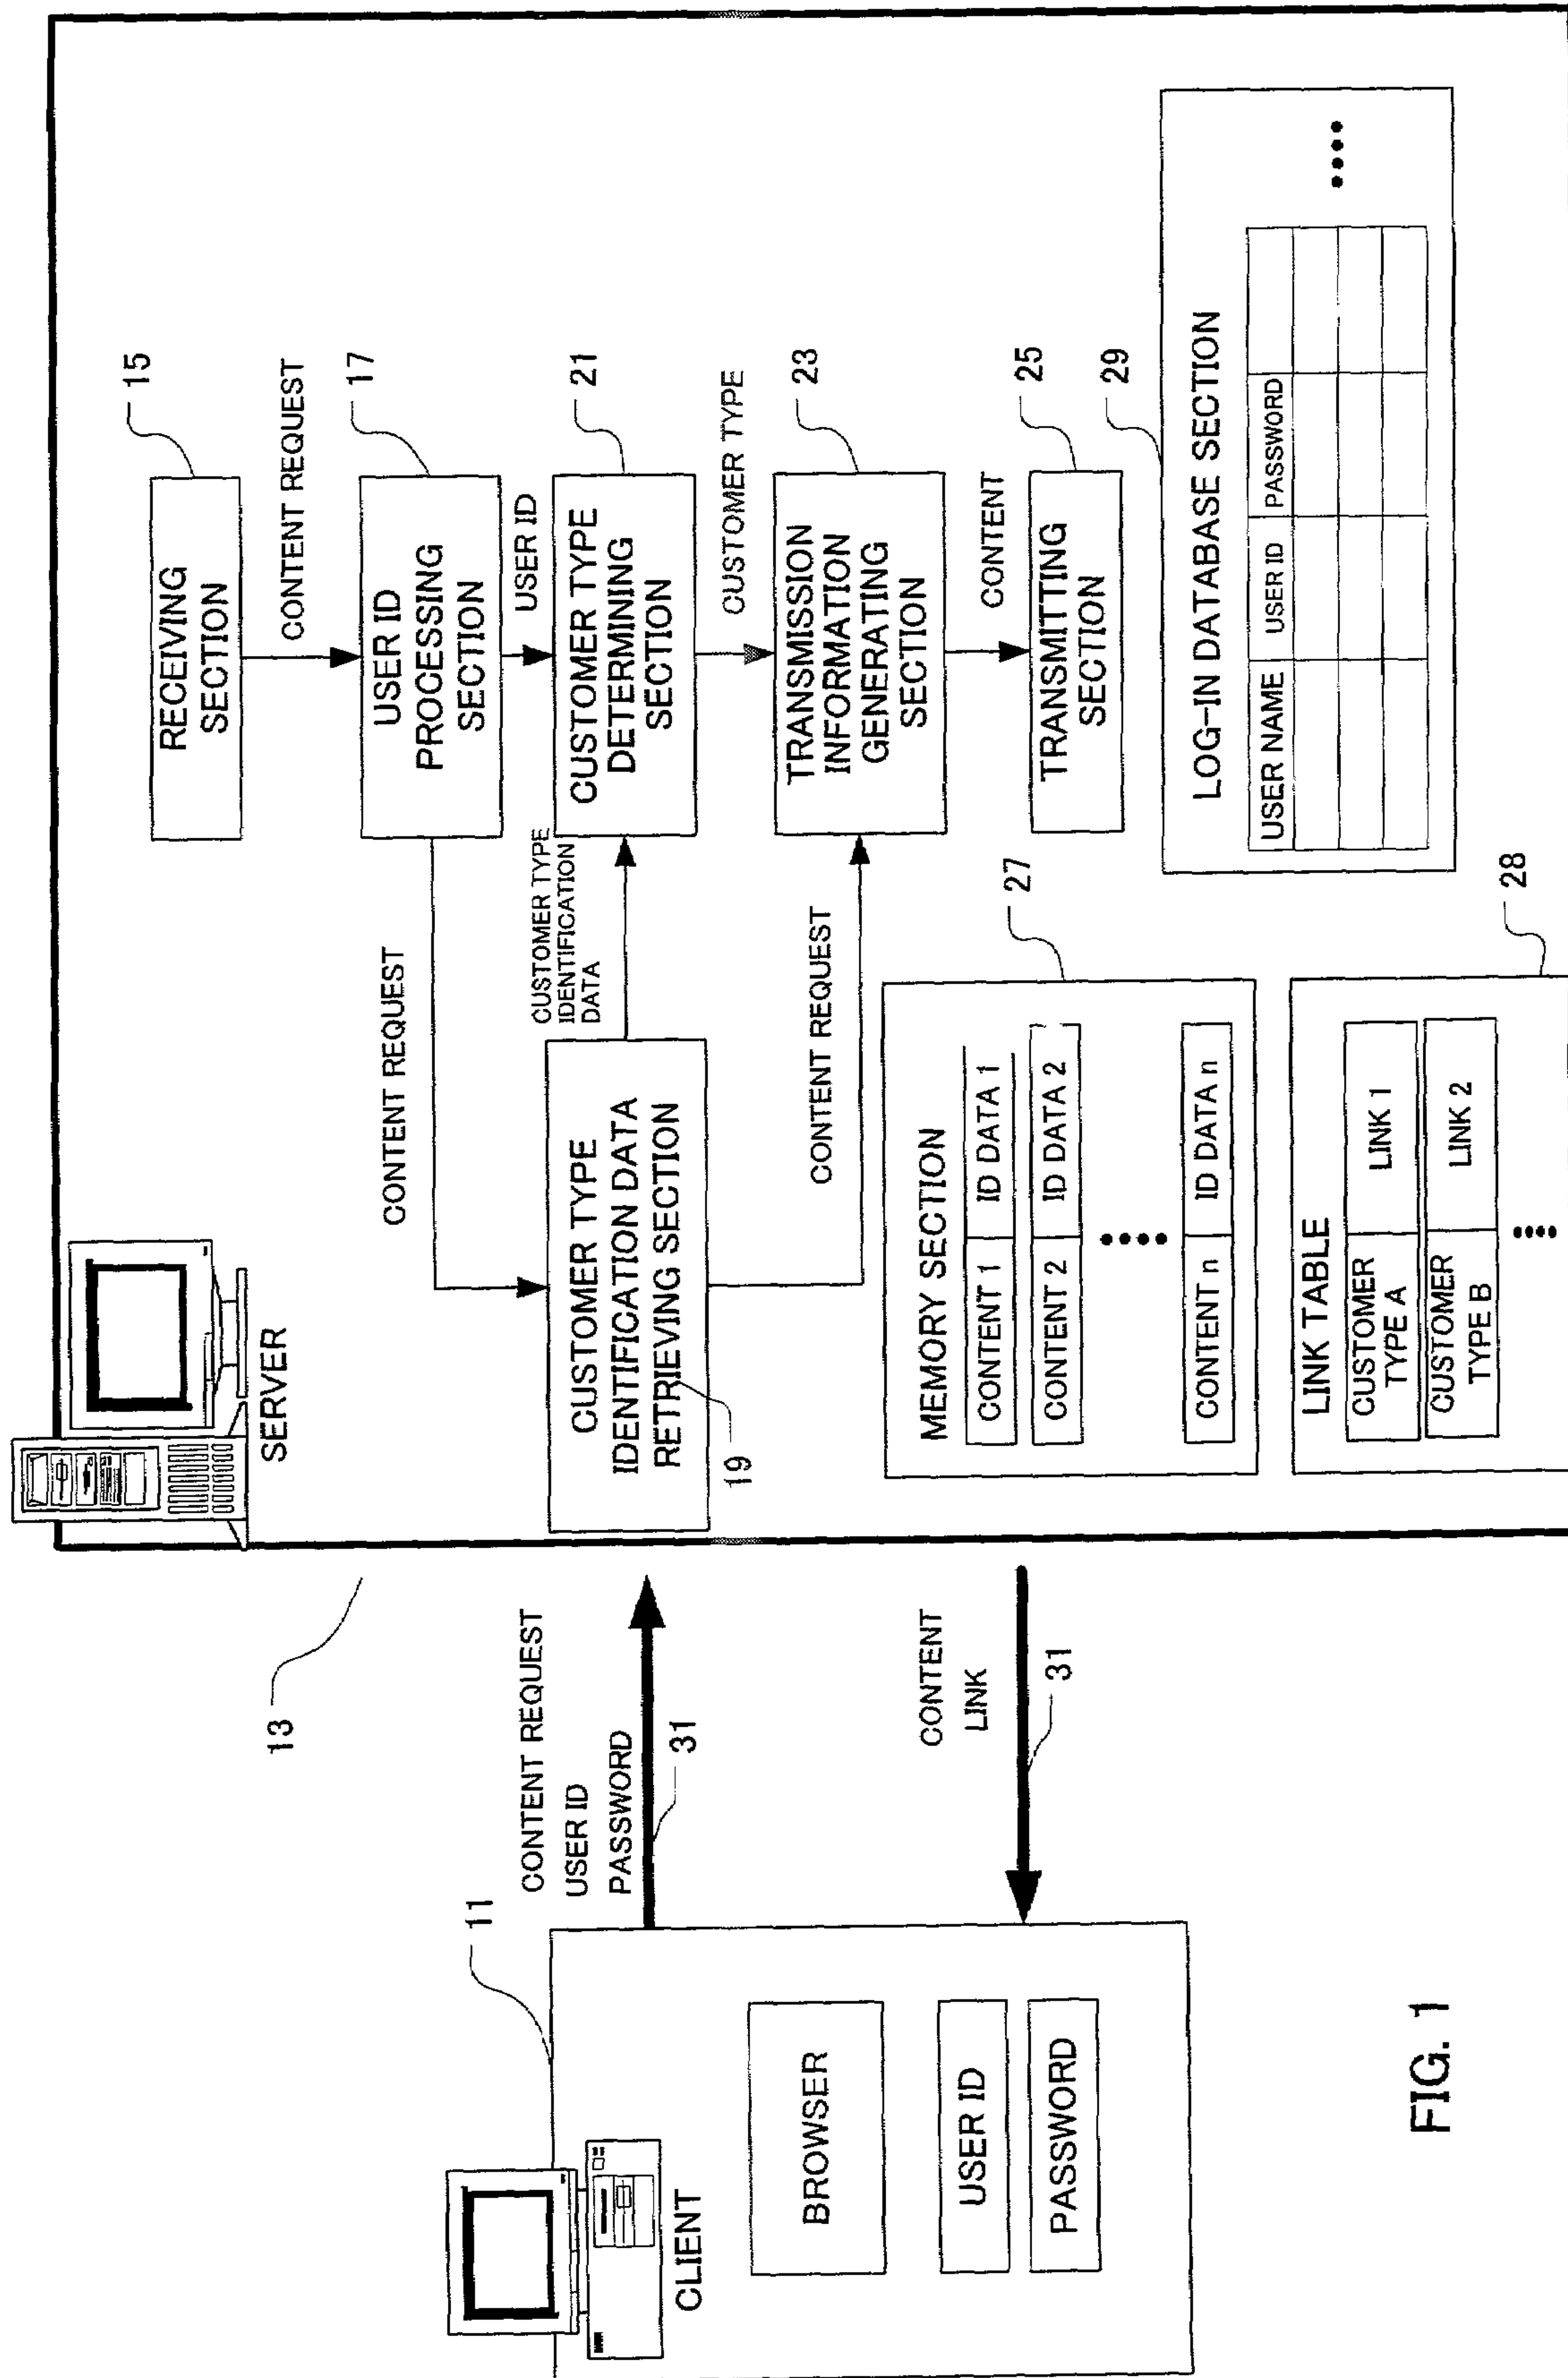 SERVER
13
RECEIVING
SECTION
15
CONTENT REQUEST
USER ID
PROCESSING
SECTION
17
CONTENT REQUEST
USER ID
CUSTOMER TYPE
IDENTIFICATION DATA
RETRIEVING SECTION
19
CUSTOMER TYPE
IDENTIFICATION
DATA
CUSTOMER TYPE
DETERMINING
SECTION
21
CUSTOMER TYPE
CONTENT REQUEST
TRANSMISSION
INFORMATION
GENERATING
SECTION
23
CONTENT
TRANSMITTING
SECTION
25
MEMORY SECTION
27
CONTENT 1 ID DATA 1
CONTENT 2 ID DATA 2
CONTENT n ID DATA n
LINK TABLE
28
CUSTOMER
TYPE A
LINK 1
CUSTOMER
TYPE B
LINK 2
LOG-IN DATABASE SECTION
29
USER NAME USER ID PASSWORD
CONTENT REQUEST
USER ID
PASSWORD
31
CONTENT
LINK
31
11
CLIENT
BROWSER
USER ID
PASSWORD
FIG. 1